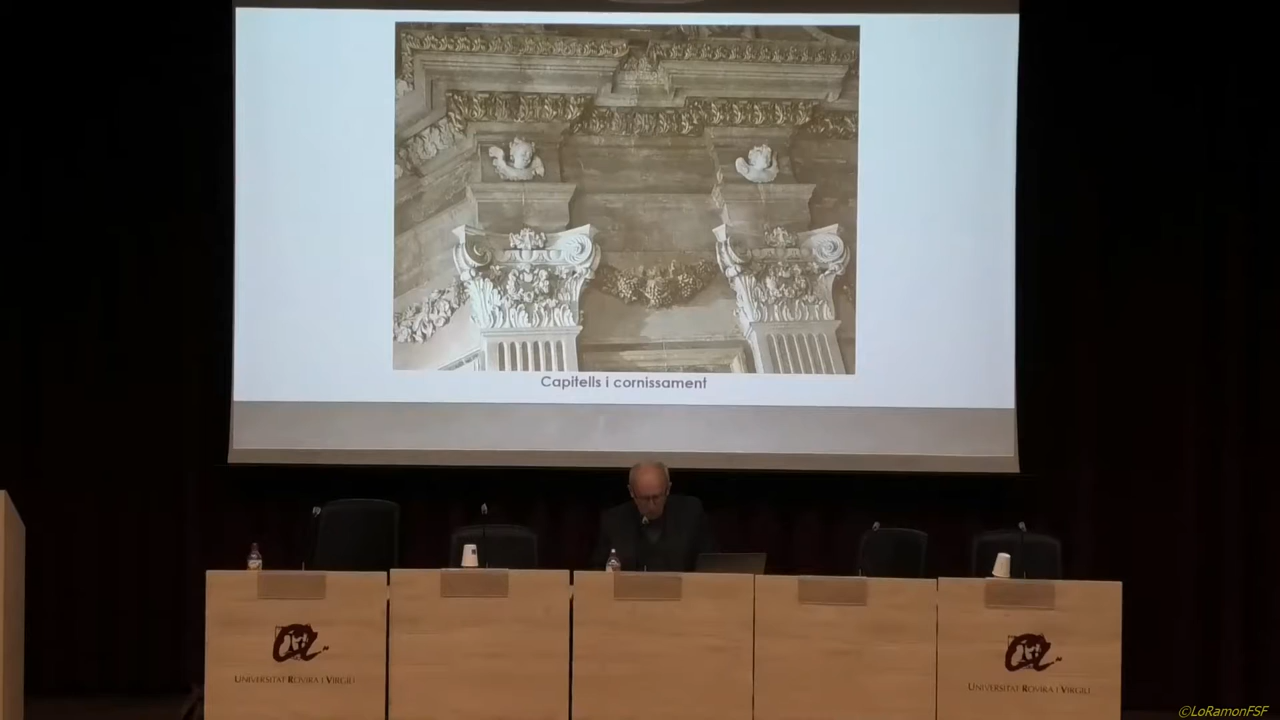 Capitells i cornissament
UNIVERSITAT ROVIRA I VIRGILI
UNIVERSITAT ROVIRA I VIRGILI
©LoRamonFSF